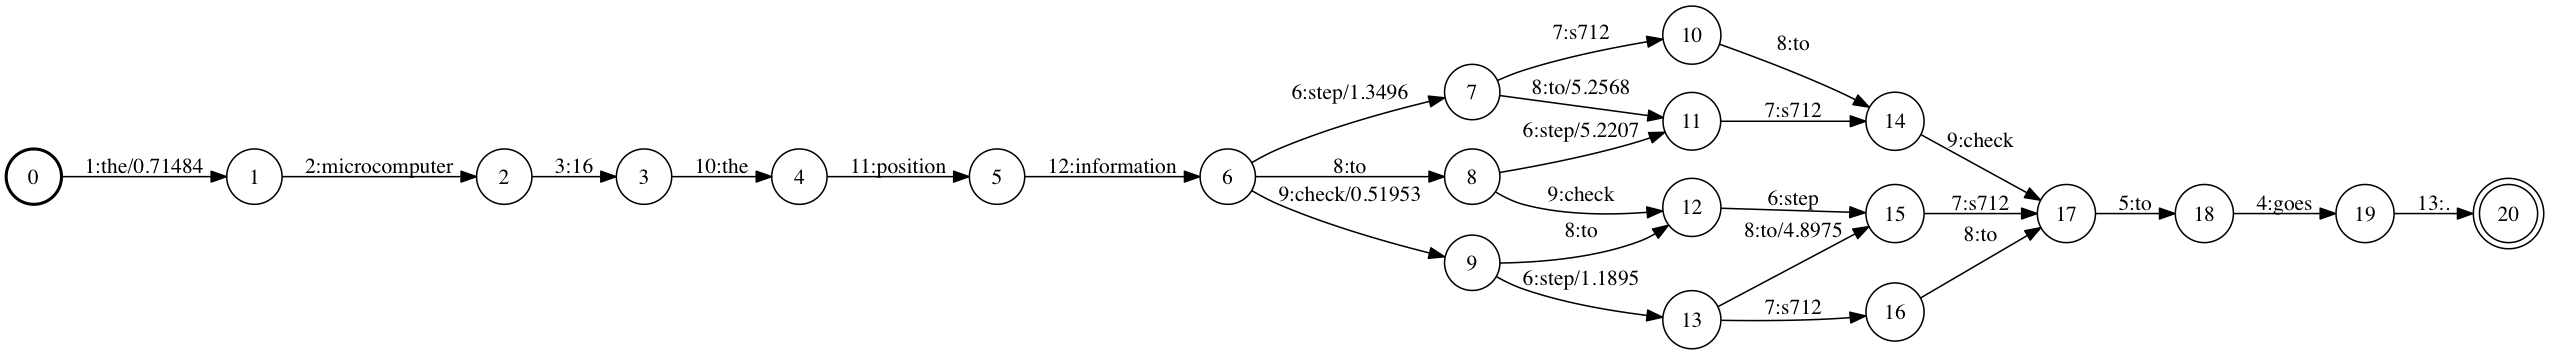 0
1:the/0.71484
1
2:microcomputer
2
3:16
3
10:the
4
11:position
5
12:information
6
6:step/1.3496
8:to
9:check/0.51953
7
8
9
7:s712
8:to/5.2568
6:step/5.2207
9:check
8:to
6:step/1.1895
10
11
12
13
8:to
7:s712
6:step
8:to/4.8975
7:s712
14
15
16
9:check
7:s712
8:to
17
5:to
18
4:goes
19
13:.
20